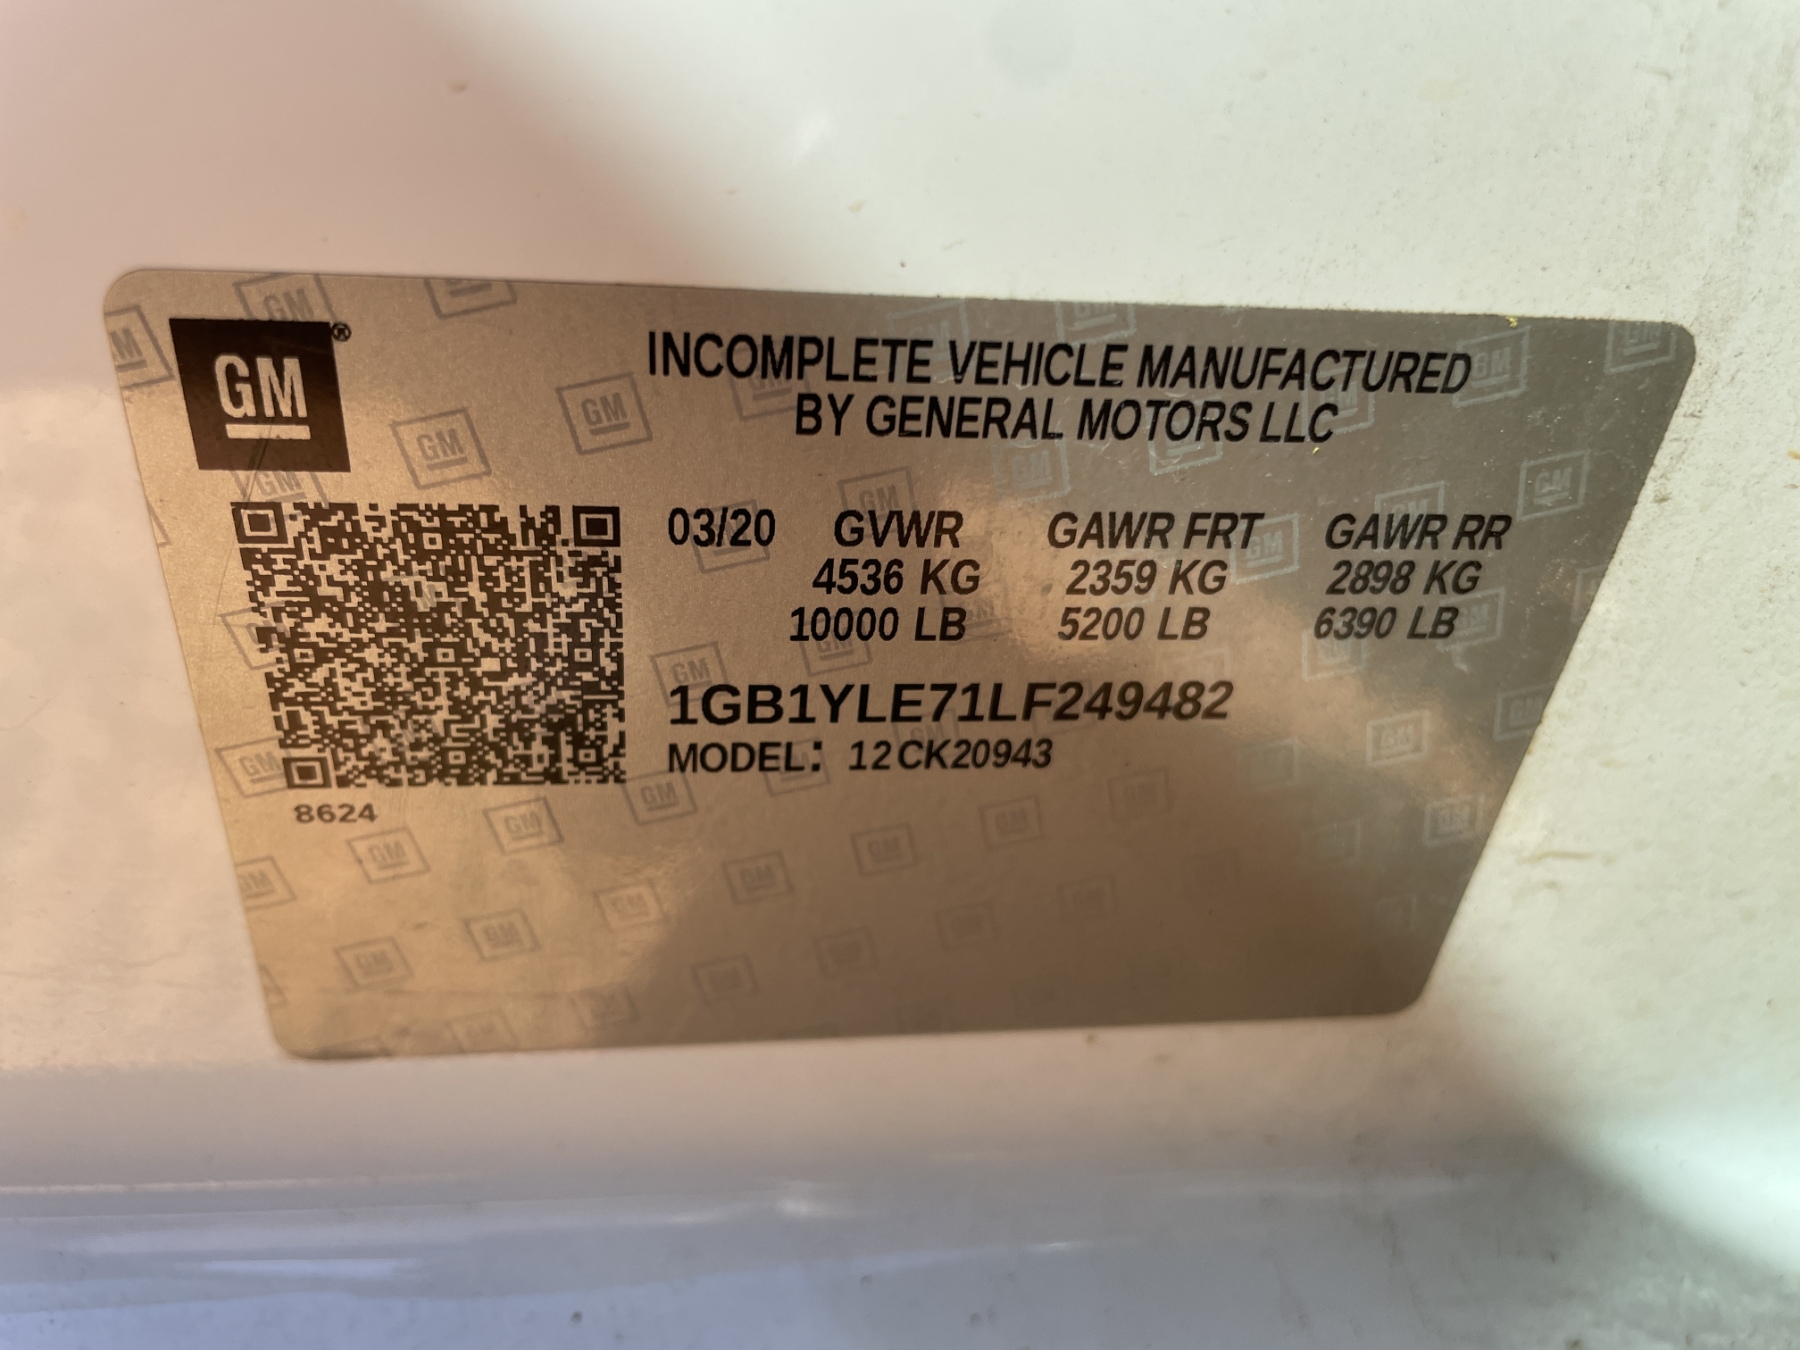 GM®
INCOMPLETE VEHICLE MANUFACTURED
BY GENERAL MOTORS LLC
03/20 GVWR GAWR FRT GAWR RR
4536 KG 2359 KG 2898 KG
10000 LB 5200 LB 6390 LB
1GB1YLE71LF249482
MODEL: 12CK20943
8624